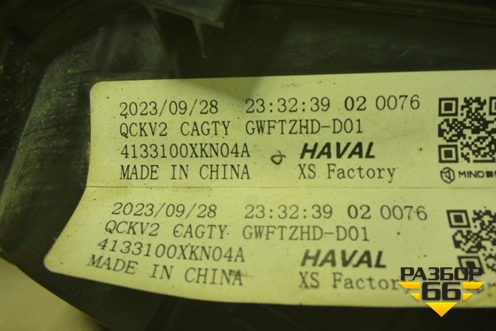 2023/09/28 23:32:39 02 0076
QCKV2 CAGTY GWFTZHD-D01
4133100XKN04A HAVAL
MADE IN CHINA XS Factory
MIND
2023/09/28 23:32:39 02 0076
QCKV2 CAGTY GWFTZHD-D01
4133100XKN04A HAVAL
MADE IN CHINA XS Factory
РАЗБОР
66